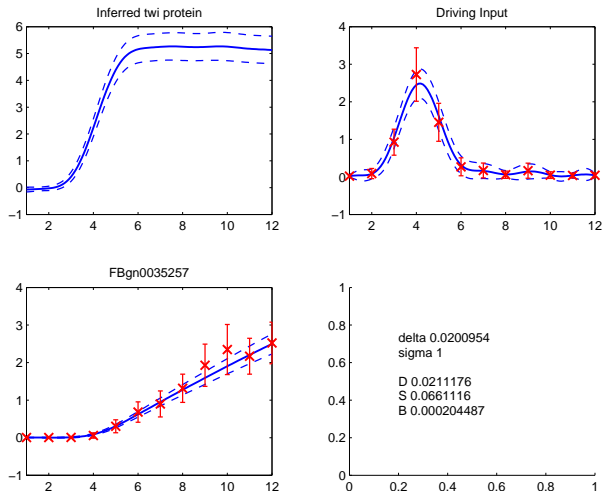 Inferred twi protein
6
5
4
3
2
1
0
−1
2 4 6 8 10 12
Driving Input
4
3
2
1
0
−1
2 4 6 8 10 12
FBgn0035257
4
3
2
1
0
−1
2 4 6 8 10 12
1
0.8
0.6
0.4
0.2
0
0 0.2 0.4 0.6 0.8 1
delta 0.0200954
sigma 1
D 0.0211176
S 0.0661116
B 0.000204487